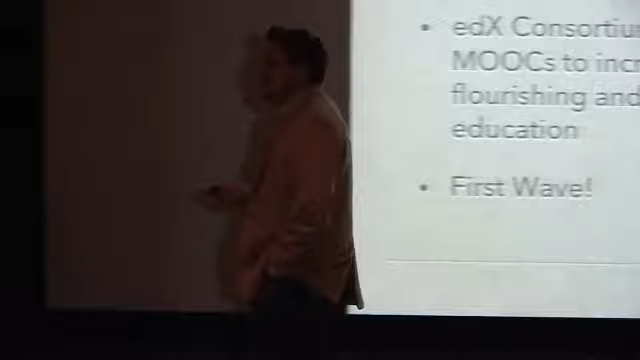 • edX Consortiu
MOOCs to incr
flourishing and
education
• First Wave!